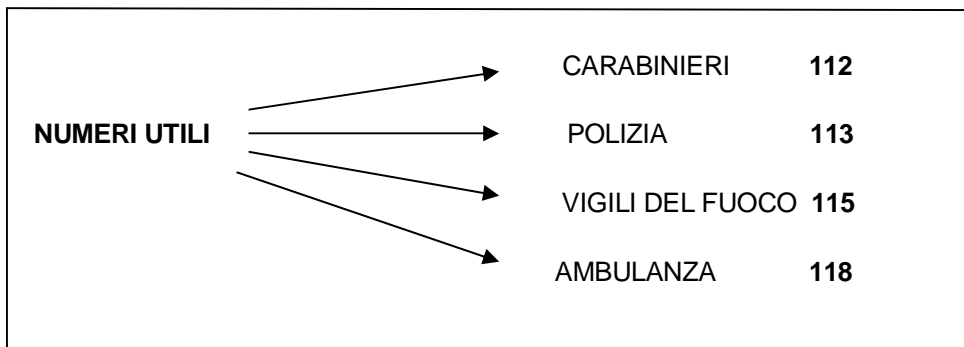 CARABINIERI 112
NUMERI UTILI POLIZIA 113
VIGILI DEL FUOCO 115
AMBULANZA 118